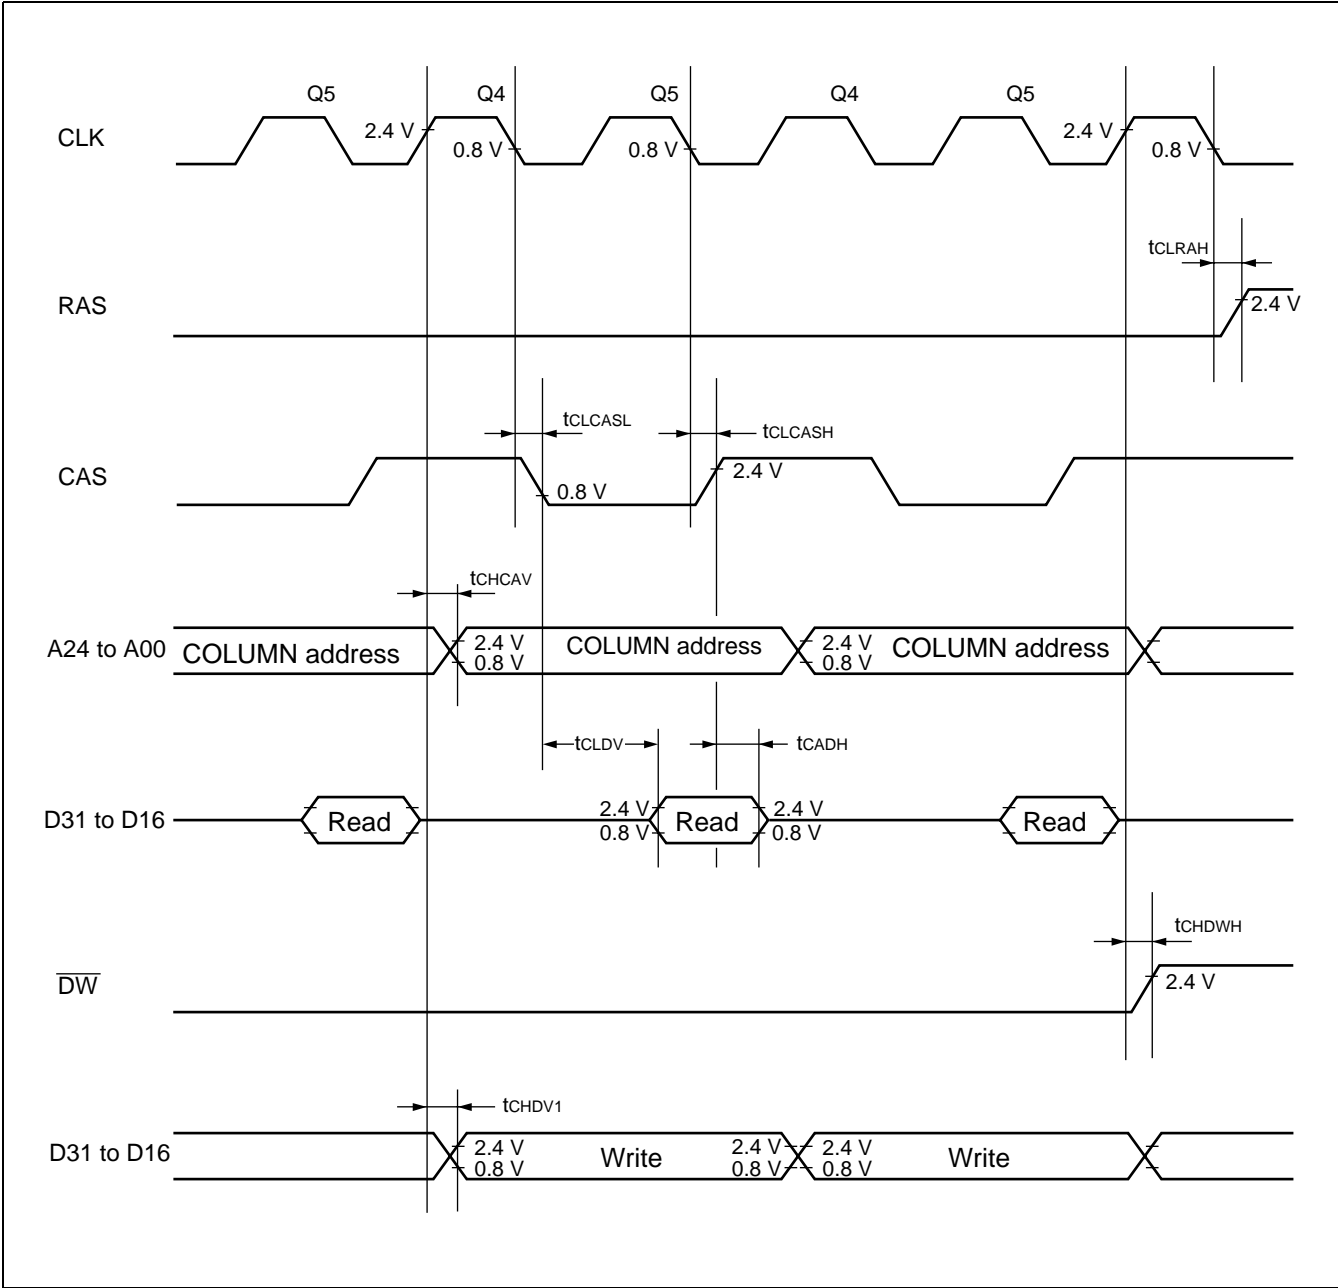 Q5 Q4 Q5 Q4 Q5
CLK 2.4 V 0.8 V 0.8 V 2.4 V 0.8 V
tCLRAH
RAS 2.4 V
tCLCASL tCLCASH
CAS 0.8 V 2.4 V
tCHCAV
A24 to A00 COLUMN address 2.4 V COLUMN address 2.4 V COLUMN address
0.8 V 0.8 V
tCLDV tCADH
D31 to D16 Read 2.4 V Read 2.4 V Read
0.8 V 0.8 V
tCHDWH
DW 2.4 V
tCHDV1
D31 to D16 2.4 V Write 2.4 V 2.4 V Write
0.8 V 0.8 V 0.8 V